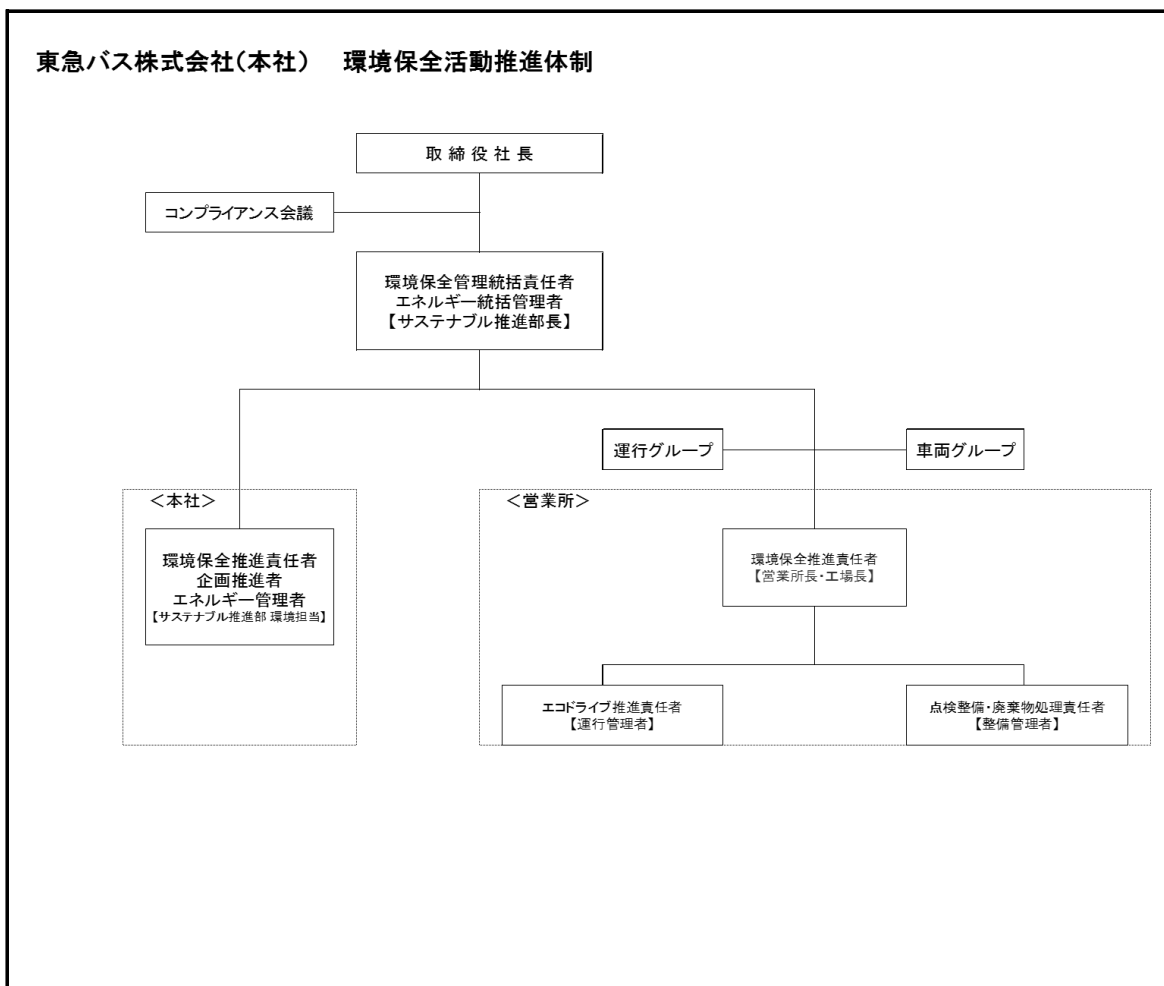 東急バス株式会社(本社)　環境保全活動推進体制
取 締 役 社 長
コンプライアンス会議
環境保全管理統括責任者
エネルギー統括管理者
【サステナブル推進部長】
運行グループ
車両グループ
＜本社＞
環境保全推進責任者
企画推進者
エネルギー管理者
【サステナブル推進部 環境担当】
＜営業所＞
環境保全推進責任者
【営業所長・工場長】
エコドライブ推進責任者
【運行管理者】
点検整備・廃棄物処理責任者
【整備管理者】